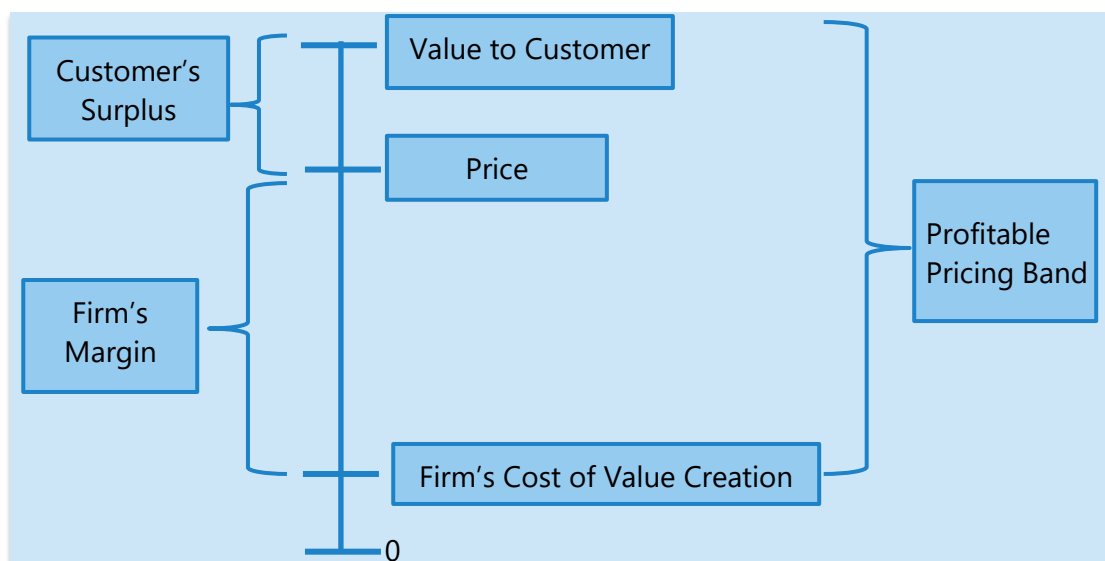 Value to Customer
Customer’s
Surplus
Price
Profitable
Pricing Band
Firm’s
Margin
Firm’s Cost of Value Creation
0